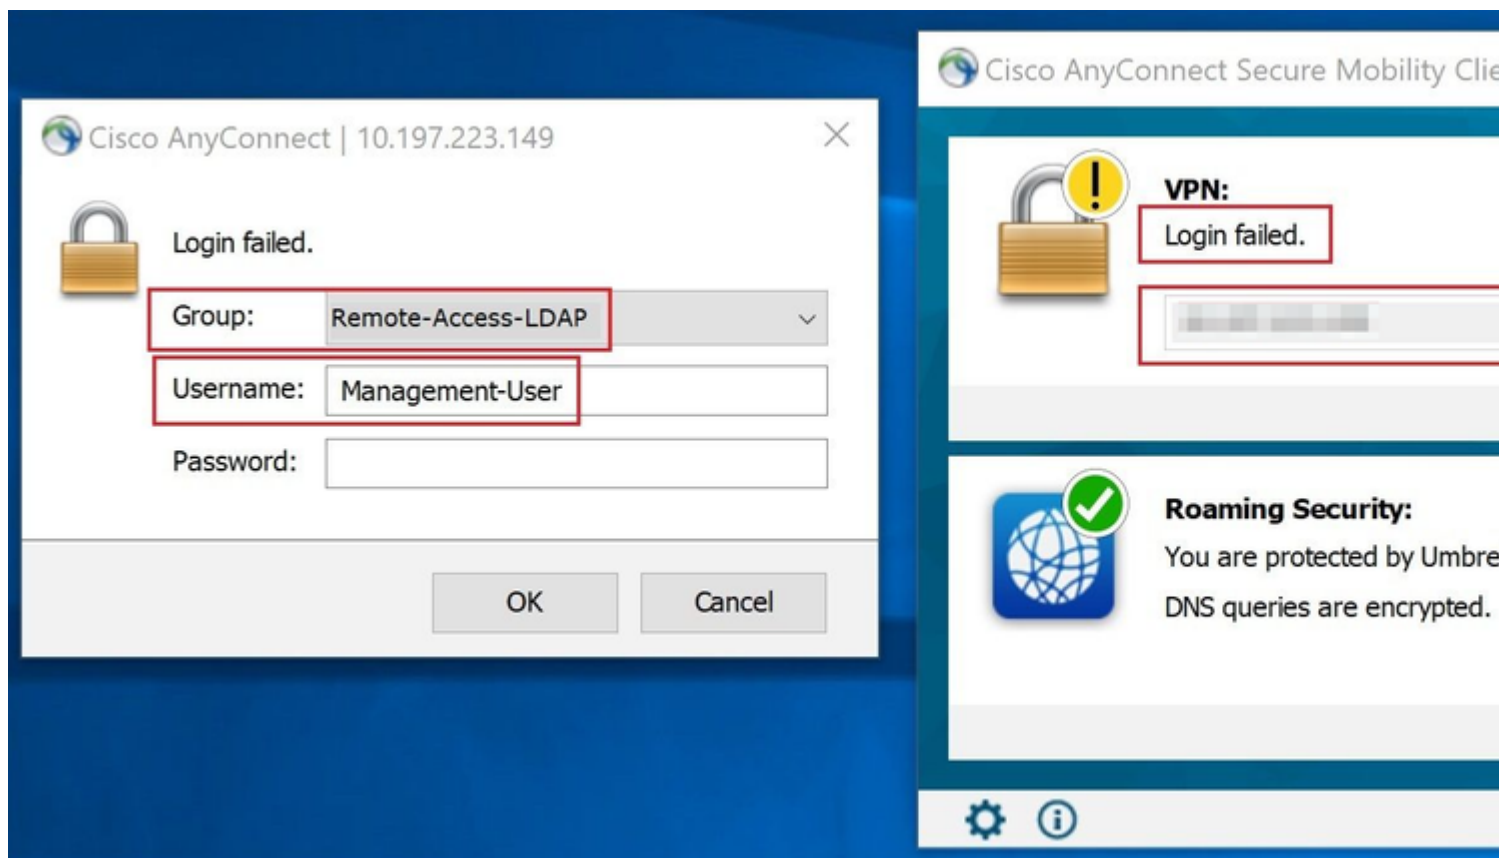 Cisco AnyConnect | 10.197.223.149
Login failed.
Group: Remote-Access-LDAP
Username: Management-User
Password:
OK Cancel
Cisco AnyConnect Secure Mobility Clie
VPN:
Login failed.
Roaming Security:
You are protected by Umbre
DNS queries are encrypted.